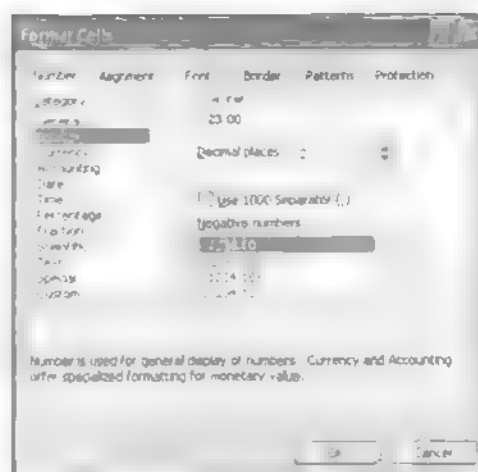 Format Cells
Number Alignment Font Border Patterns Protection
Category
23.00
Decimal places
Accounting
Date
Time
Use 1000 Separator (,)
Percentage
Negative numbers
Fraction
Scientific
Text
Special
Custom
Number is used for general display of numbers. Currency and Accounting
offer specialized formatting for monetary value.
OK Cancel